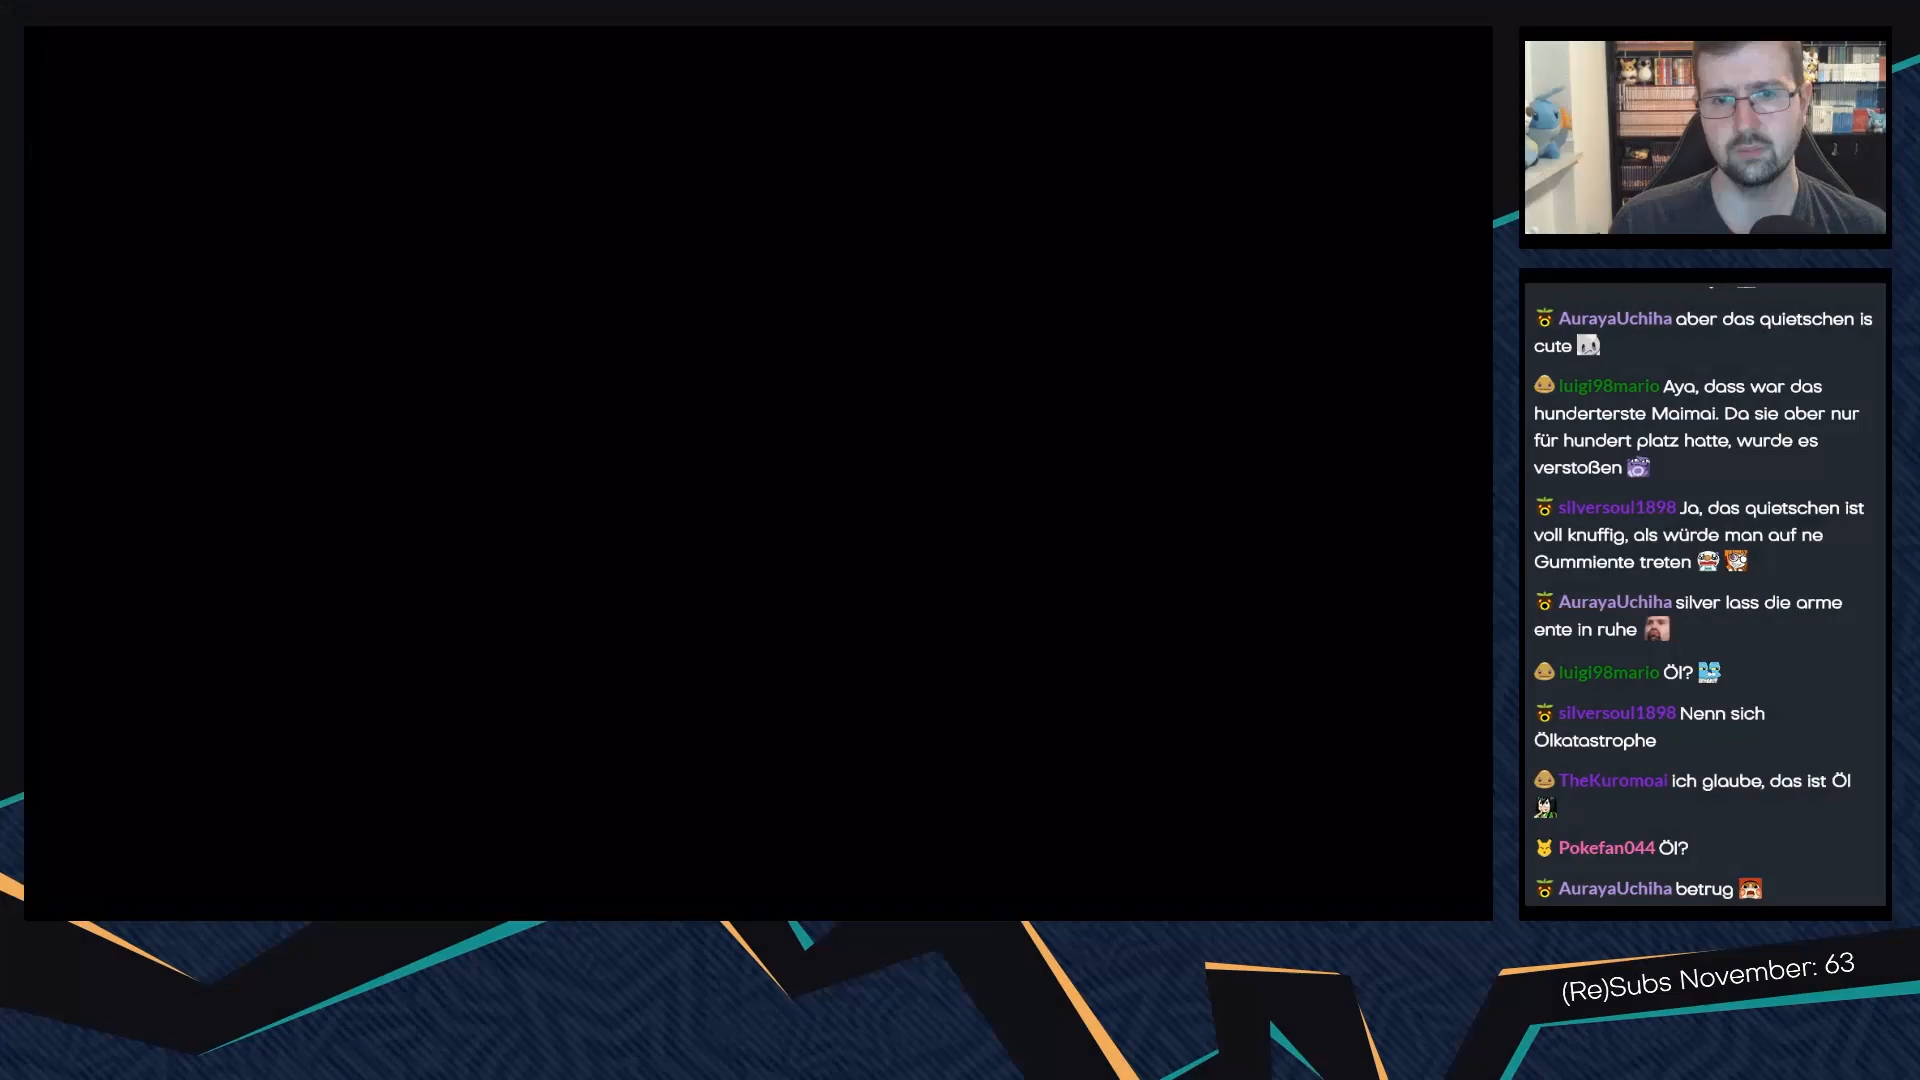 AurayaUchiha aber das quietschen is
cute
luigi98mario Aya, dass war das
hunderterste Maimai. Da sie aber nur
für hundert platz hatte, wurde es
verstoßen
silversoul1898 Ja, das quietschen ist
voll knuffig, als würde man auf ne
Gummiente treten
AurayaUchiha silver lass die arme
ente in ruhe
luigi98mario Öl?
silversoul1898 Nenn sich
Ölkatastrophe
TheKuromoai ich glaube, das ist Öl
Pokefan044 Öl?
AurayaUchiha betrug
(Re)Subs November: 63